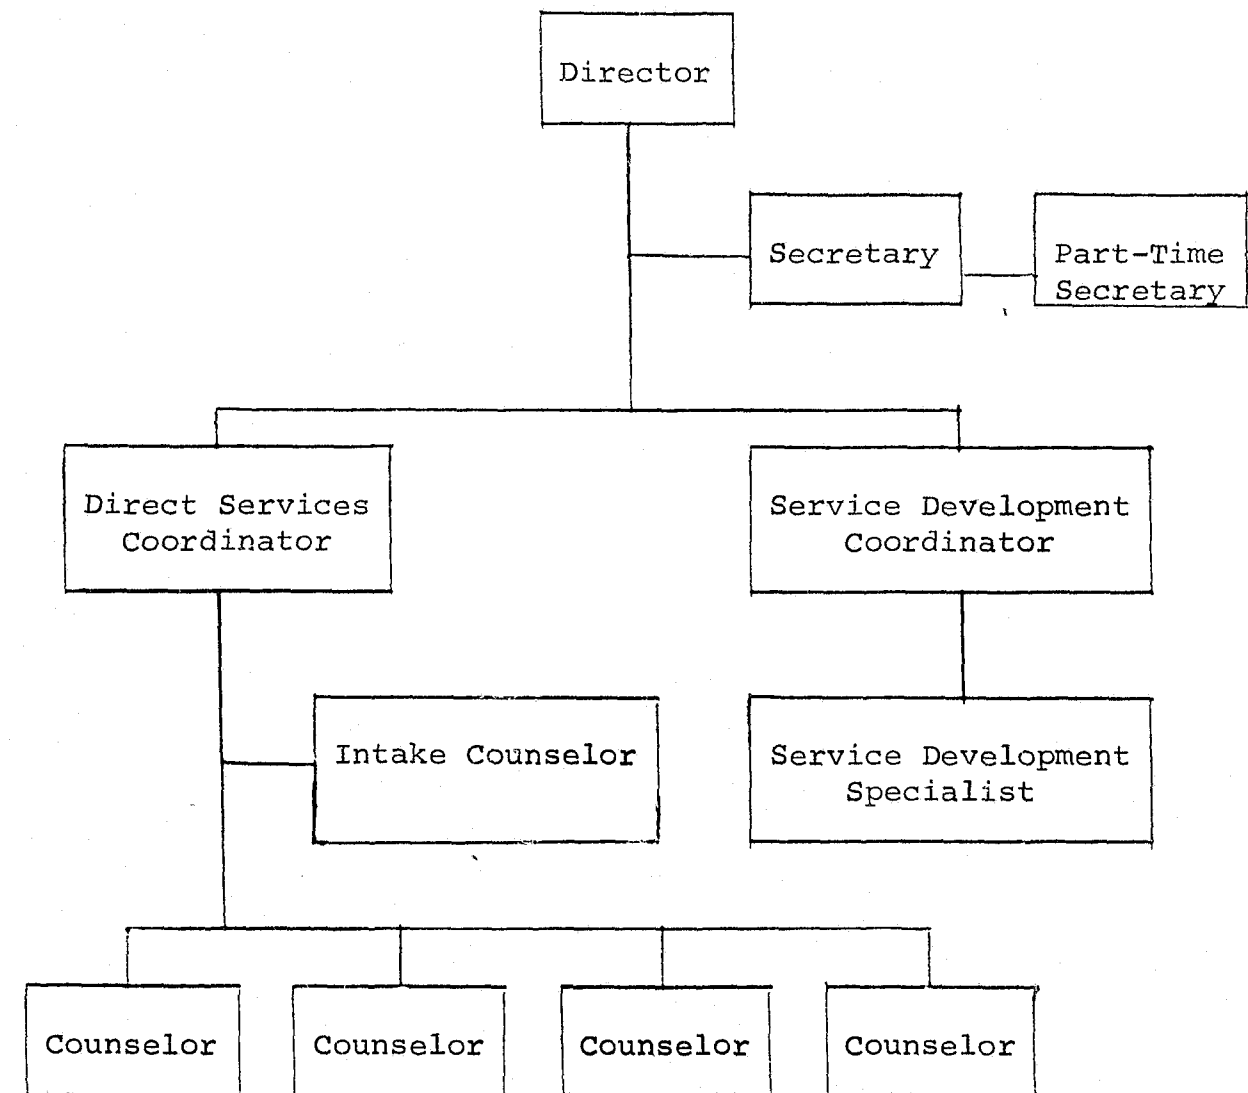 Director
Secretary
Part-Time
Secretary
Direct Services
Coordinator
Service Development
Coordinator
Intake Counselor
Service Development
Specialist
Counselor
Counselor
Counselor
Counselor